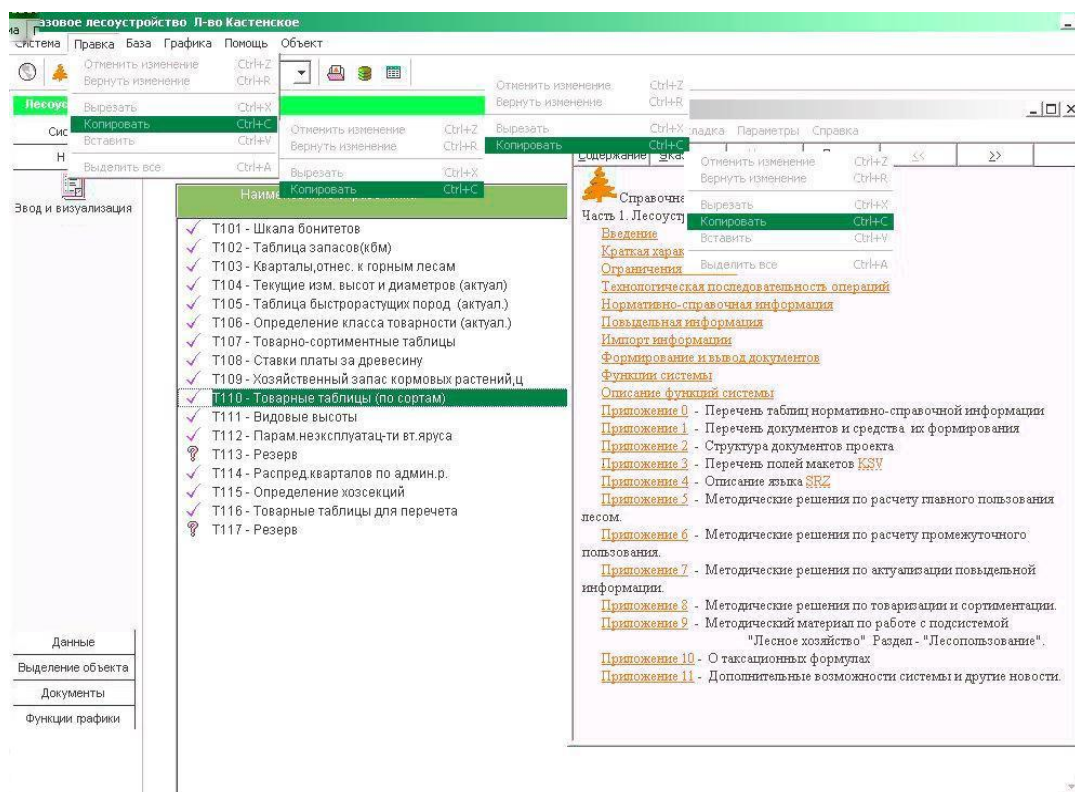 азовое лесоустройство Л-во Кастенское
Система Правка База Графика Помощь Объект
Отменить изменение Ctrl+Z
Вернуть изменение Ctrl+R
Вырезать Ctrl+X
Копировать Ctrl+C
Вставить Ctrl+V
Выделить все Ctrl+A
Отменить изменение Ctrl+Z
Вернуть изменение Ctrl+R
Вырезать Ctrl+X
Копировать Ctrl+C
Отменить изменение Ctrl+Z
Вернуть изменение Ctrl+R
Вырезать Ctrl+X
Копировать Ctrl+C
Отменить изменение Ctrl+Z
Вернуть изменение Ctrl+R
Вырезать Ctrl+X
Копировать Ctrl+C
Вставить Ctrl+V
Выделить все Ctrl+A
Лесоус
Сис
Н
Ввод и визуализация
Данные
Выделение объекта
Документы
Функции графики
Наиме
T101 - Шкала бонитетов
T102 - Таблица запасов(кбм)
T103 - Кварталы,отнес. к горным лесам
T104 - Текущие изм. высот и диаметров (актуал)
T105 - Таблица быстрорастущих пород (актуал.)
T106 - Определение класса товарности (актуал.)
T107 - Товарно-сортиментные таблицы
T108 - Ставки платы за древесину
T109 - Хозяйственный запас кормовых растений,ц
T110 - Товарные таблицы (по сортам)
T111 - Видовые высоты
T112 - Парам.неэксплуатац-ти вт.яруса
T113 - Резерв
T114 - Распред.кварталов по админ.р.
T115 - Определение хозсекций
T116 - Товарные таблицы для перечета
T117 - Резерв
ладка Параметры Справка
Содержание Указ << >>
Справочна
Часть 1. Лесоуст
Введение
Краткая харак
Ограничения
Технологическая последовательность операций
Нормативно-справочная информация
Повыдельная информация
Импорт информации
Формирование и вывод документов
Функции системы
Описание функций системы
Приложение 0 - Перечень таблиц нормативно-справочной информации
Приложение 1 - Перечень документов и средства их формирования
Приложение 2 - Структура документов проекта
Приложение 3 - Перечень полей макетов KSV
Приложение 4 - Описание языка SRZ
Приложение 5 - Методические решения по расчету главного пользования
лесом.
Приложение 6 - Методические решения по расчету промежуточного
пользования.
Приложение 7 - Методические решения по актуализации повыдельной
информации.
Приложение 8 - Методические решения по товаризации и сортиментации.
Приложение 9 - Методический материал по работе с подсистемой
"Лесное хозяйство" Раздел - "Лесопользование".
Приложение 10 - О таксационных формулах
Приложение 11 - Дополнительные возможности системы и другие новости.